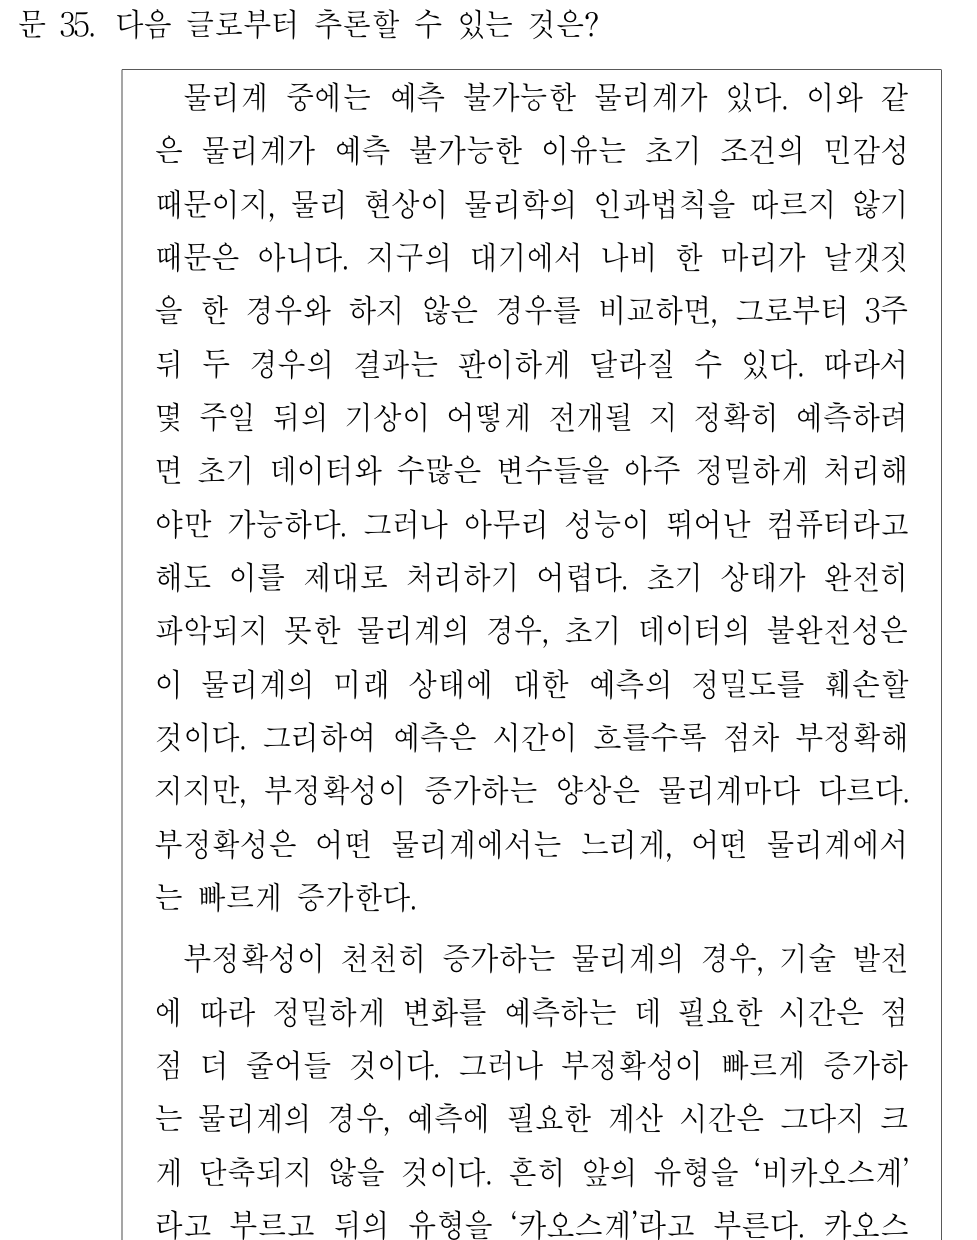 문 35. 다음 글로부터 추론할 수 있는 것은?
물리계 중에는 예측 불가능한 물리계가 있다. 이와 같
은 물리계가 예측 불가능한 이유는 초기 조건의 민감성
때문이지, 물리 현상이 물리학의 인과법칙을 따르지 않기
때문은 아니다. 지구의 대기에서 나비 한 마리가 날갯짓
을 한 경우와 하지 않은 경우를 비교하면, 그로부터 3주
뒤 두 경우의 결과는 판이하게 달라질 수 있다. 따라서
몇 주일 뒤의 기상이 어떻게 전개될 지 정확히 예측하려
면 초기 데이터와 수많은 변수들을 아주 정밀하게 처리해
야만 가능하다. 그러나 아무리 성능이 뛰어난 컴퓨터라고
해도 이를 제대로 처리하기 어렵다. 초기 상태가 완전히
파악되지 못한 물리계의 경우, 초기 데이터의 불완전성은
이 물리계의 미래 상태에 대한 예측의 정밀도를 훼손할
것이다. 그리하여 예측은 시간이 흐를수록 점차 부정확해
지지만, 부정확성이 증가하는 양상은 물리계마다 다르다.
부정확성은 어떤 물리계에서는 느리게, 어떤 물리계에서
는 빠르게 증가한다.
부정확성이 천천히 증가하는 물리계의 경우, 기술 발전
에 따라 정밀하게 변화를 예측하는 데 필요한 시간은 점
점 더 줄어들 것이다. 그러나 부정확성이 빠르게 증가하
는 물리계의 경우, 예측에 필요한 계산 시간은 그다지 크
게 단축되지 않을 것이다. 흔히 앞의 유형을 ‘비카오스계’
라고 부르고 뒤의 유형을 ‘카오스계’라고 부른다. 카오스